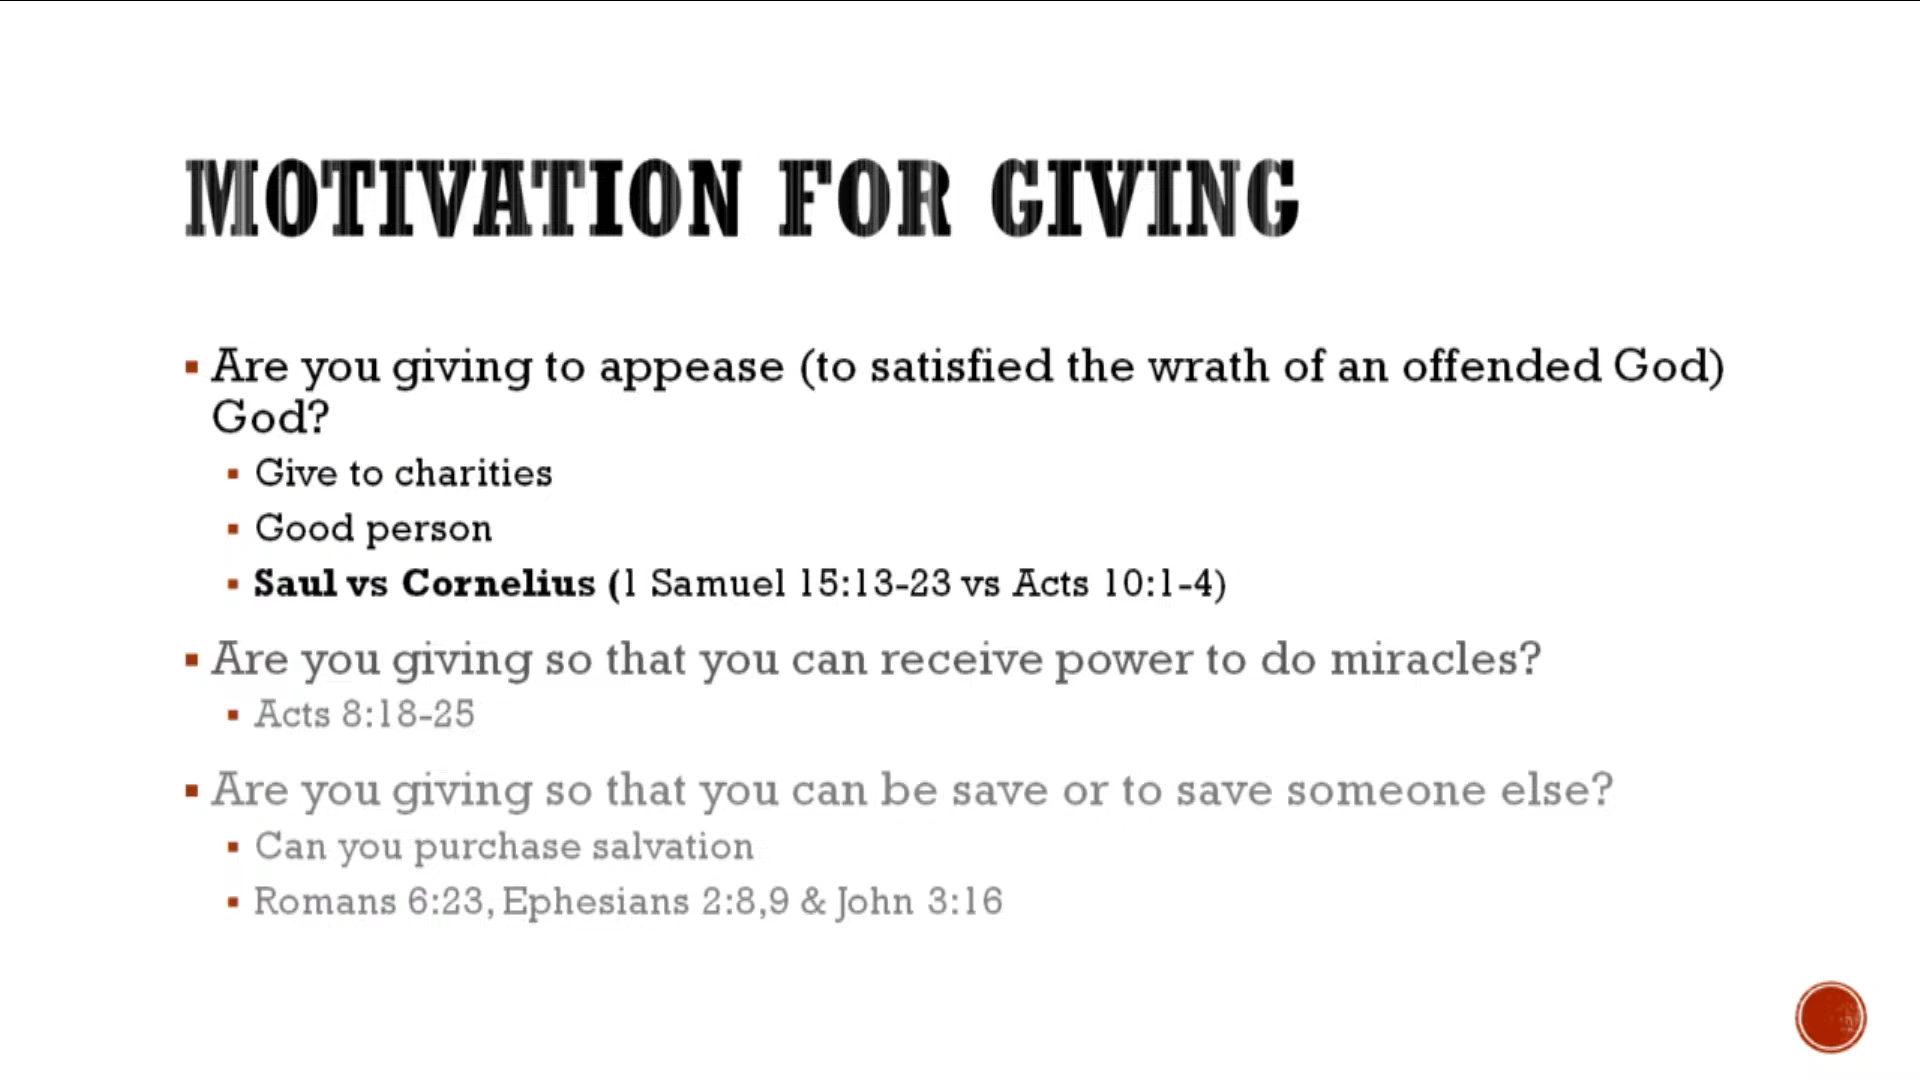 MOTIVATION FOR GIVING
Are you giving to appease (to satisfied the wrath of an offended God)
God?
Give to charities
Good person
Saul vs Cornelius (1 Samuel 15:13-23 vs Acts 10:1-4)
Are you giving so that you can receive power to do miracles?
Acts 8:18-25
Are you giving so that you can be save or to save someone else?
Can you purchase salvation
Romans 6:23, Ephesians 2:8,9 & John 3:16